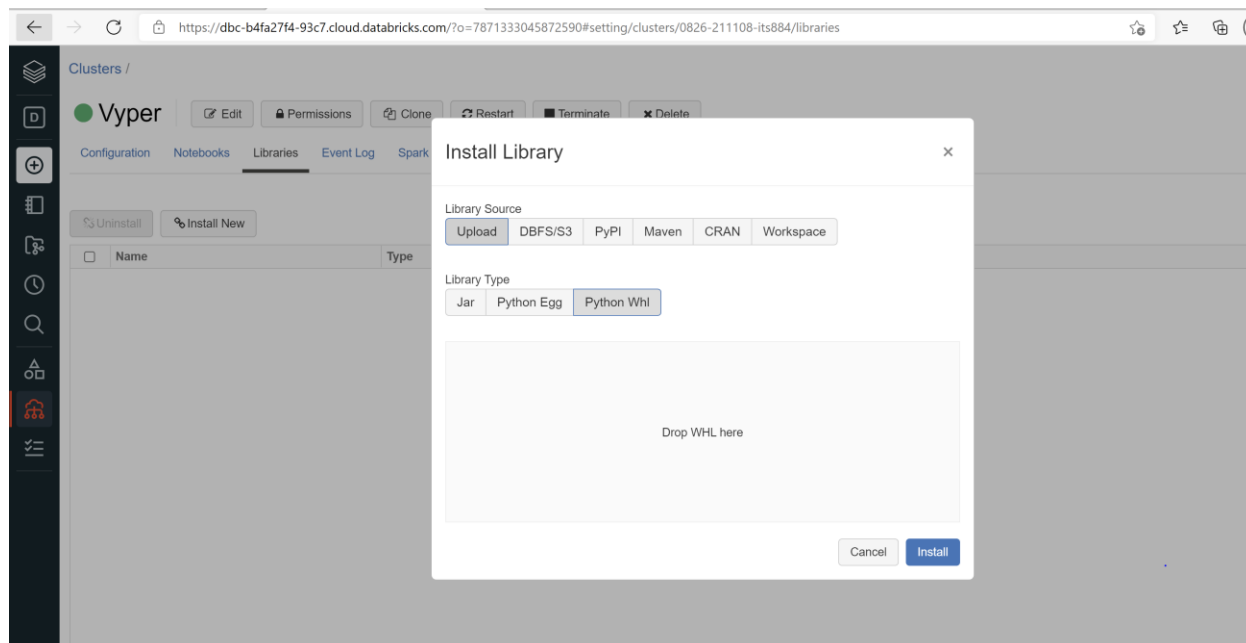 https://dbc-b4fa27f4-93c7.cloud.databricks.com/?o=7871333045872590#setting/clusters/0826-211108-its884/libraries
Clusters /
D
Vyper Edit Permissions Clone Restart Terminate Delete
Configuration Notebooks Libraries Event Log Spark
Uninstall Install New
Name Type
Install Library
Library Source
Upload DBFS/S3 PyPI Maven CRAN Workspace
Library Type
Jar Python Egg Python Whl
Drop WHL here
Cancel Install